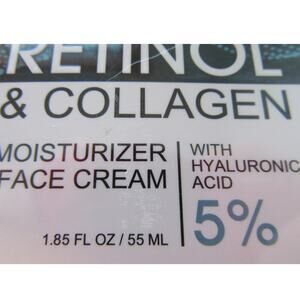 RETINOL
& COLLAGEN
MOISTURIZER
FACE CREAM
WITH
HYALURONIC
ACID
5%
1.85 FL OZ / 55 ML